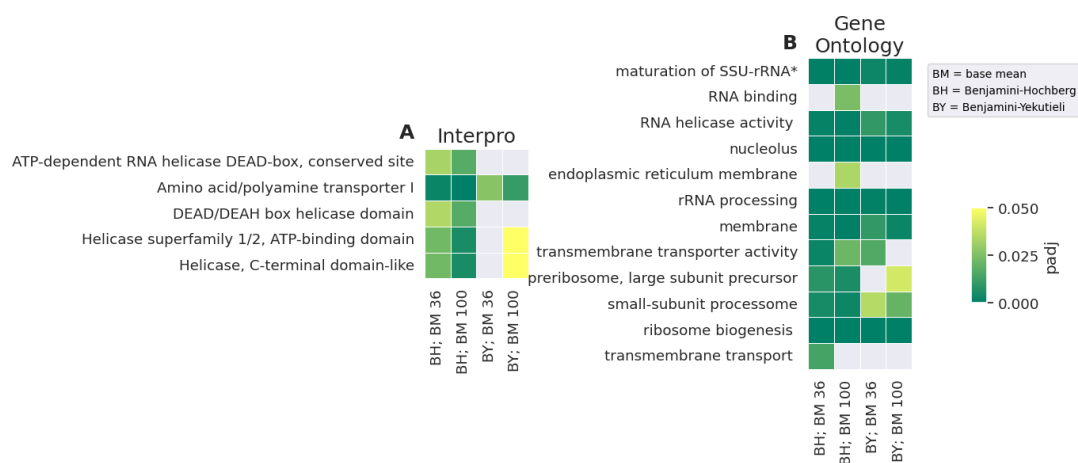 A
Interpro
ATP-dependent RNA helicase DEAD-box, conserved site
Amino acid/polyamine transporter I
DEAD/DEAH box helicase domain
Helicase superfamily 1/2, ATP-binding domain
Helicase, C-terminal domain-like
BH; BM 36
BH; BM 100
BY; BM 36
BY; BM 100
B
Gene
Ontology
maturation of SSU-rRNA*
RNA binding
RNA helicase activity
nucleolus
endoplasmic reticulum membrane
rRNA processing
membrane
transmembrane transporter activity
preribosome, large subunit precursor
small-subunit processome
ribosome biogenesis
transmembrane transport
BH; BM 36
BH; BM 100
BY; BM 36
BY; BM 100
BM = base mean
BH = Benjamini-Hochberg
BY = Benjamini-Yekutieli
0.050
0.025
0.000
padj